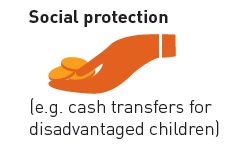 Social protection
(e.g. cash transfers for
disadvantaged children)